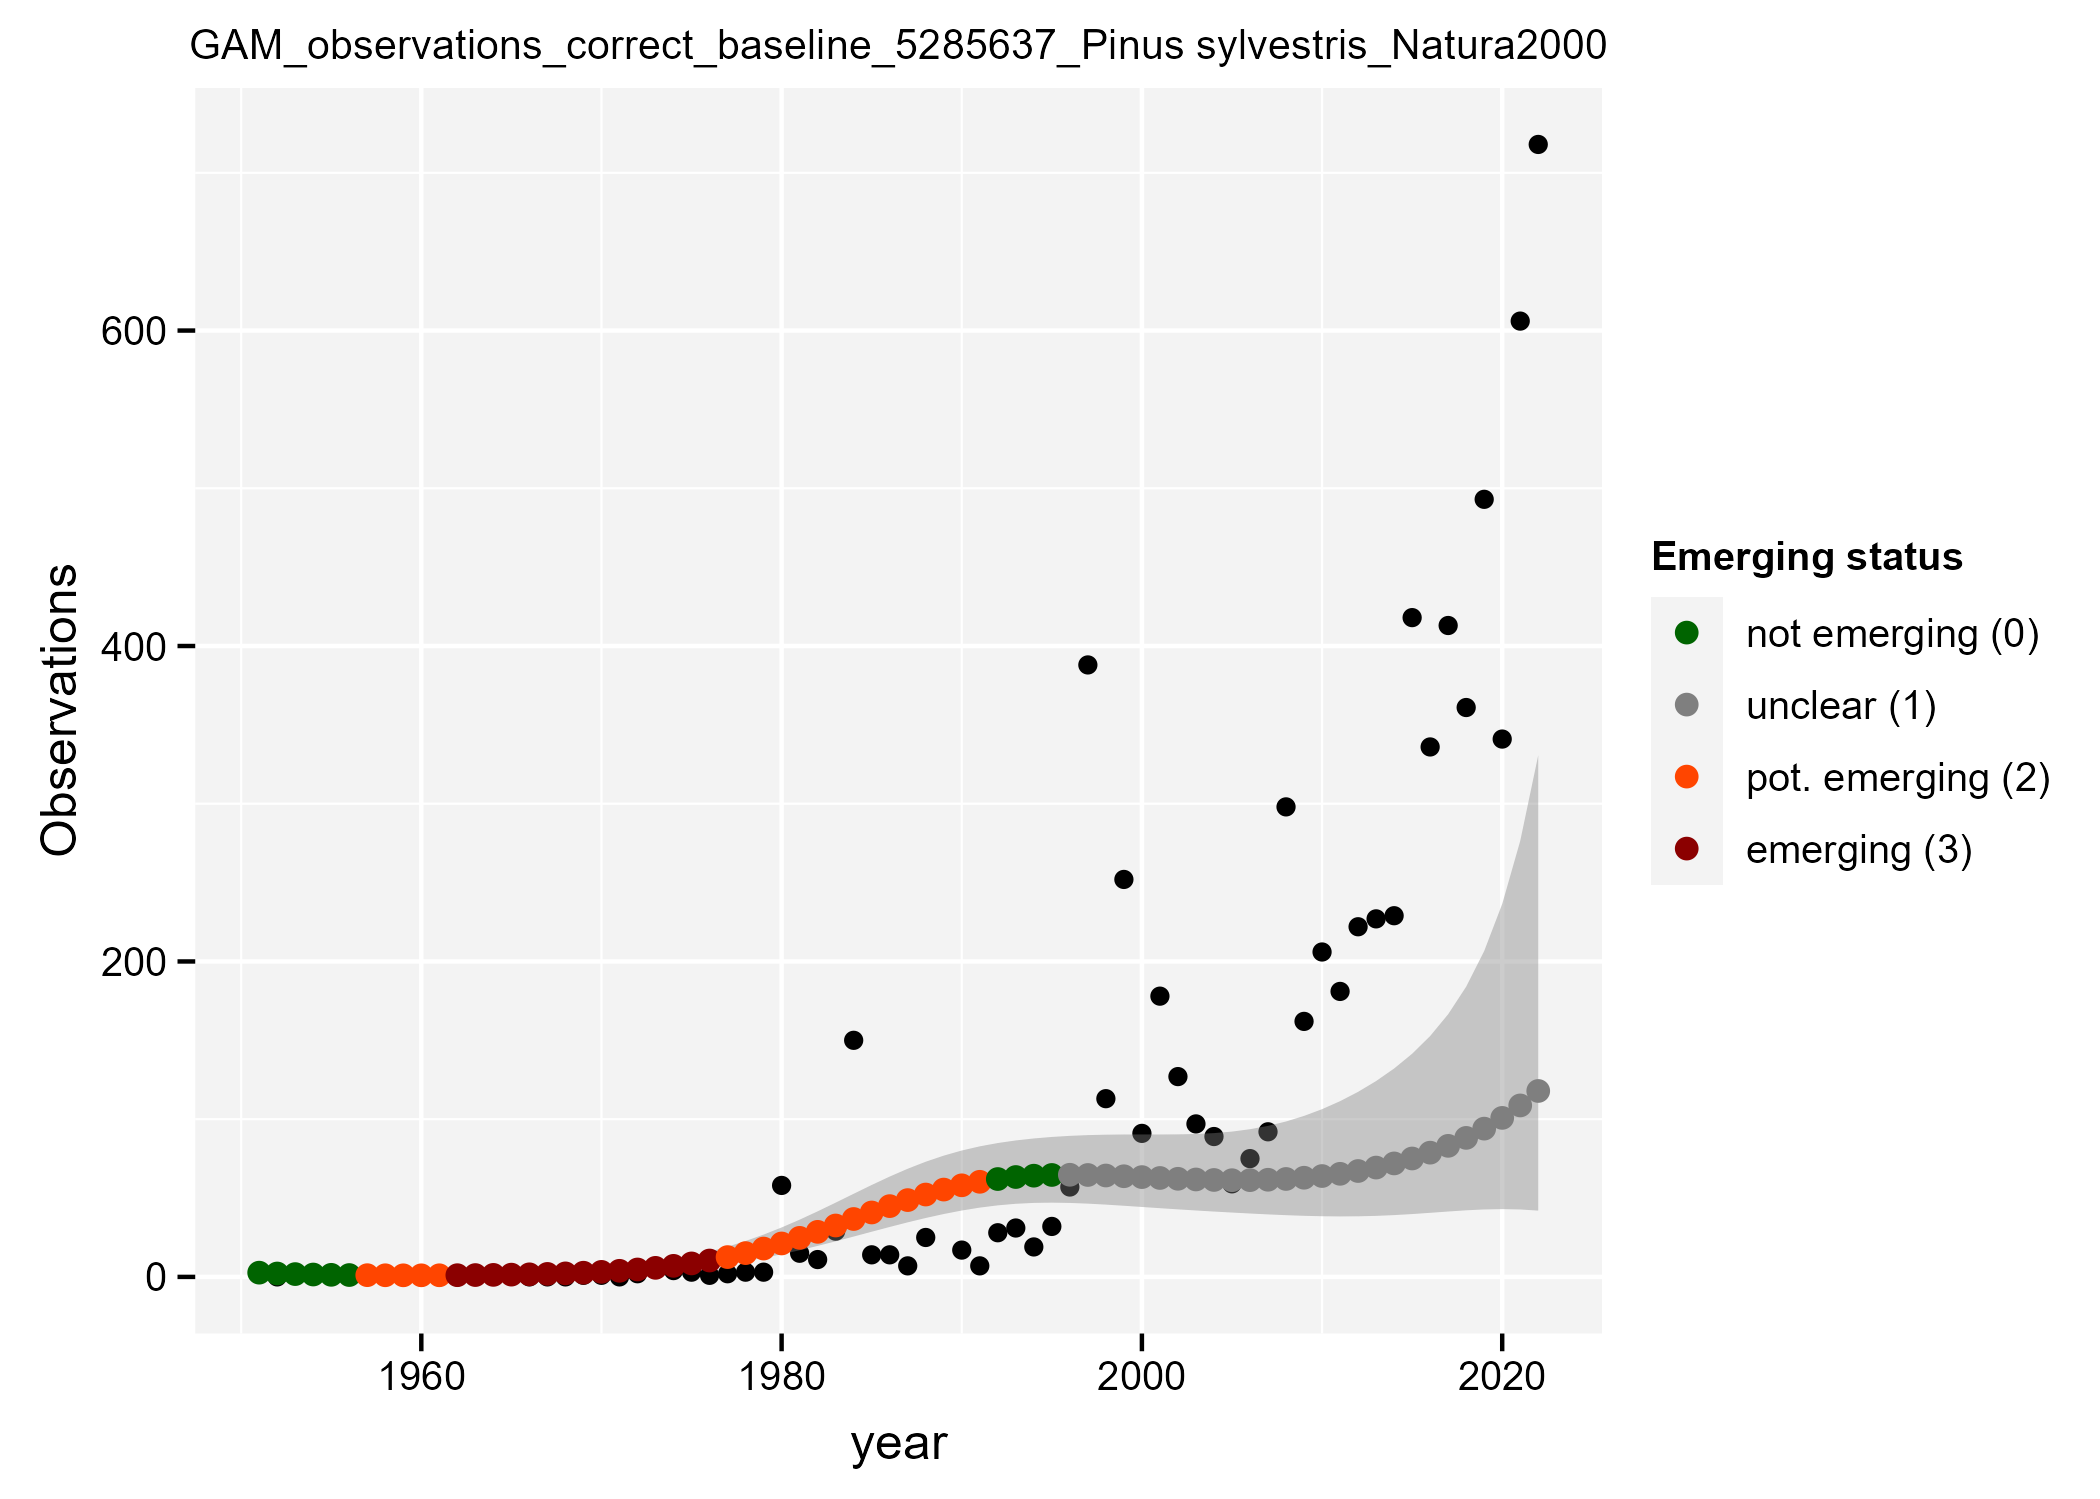 GAM_observations_correct_baseline_5285637_Pinus sylvestris_Natura2000
Observations
600
400
200
0
1960
1980
2000
2020
year
Emerging status
not emerging (0)
unclear (1)
pot. emerging (2)
emerging (3)